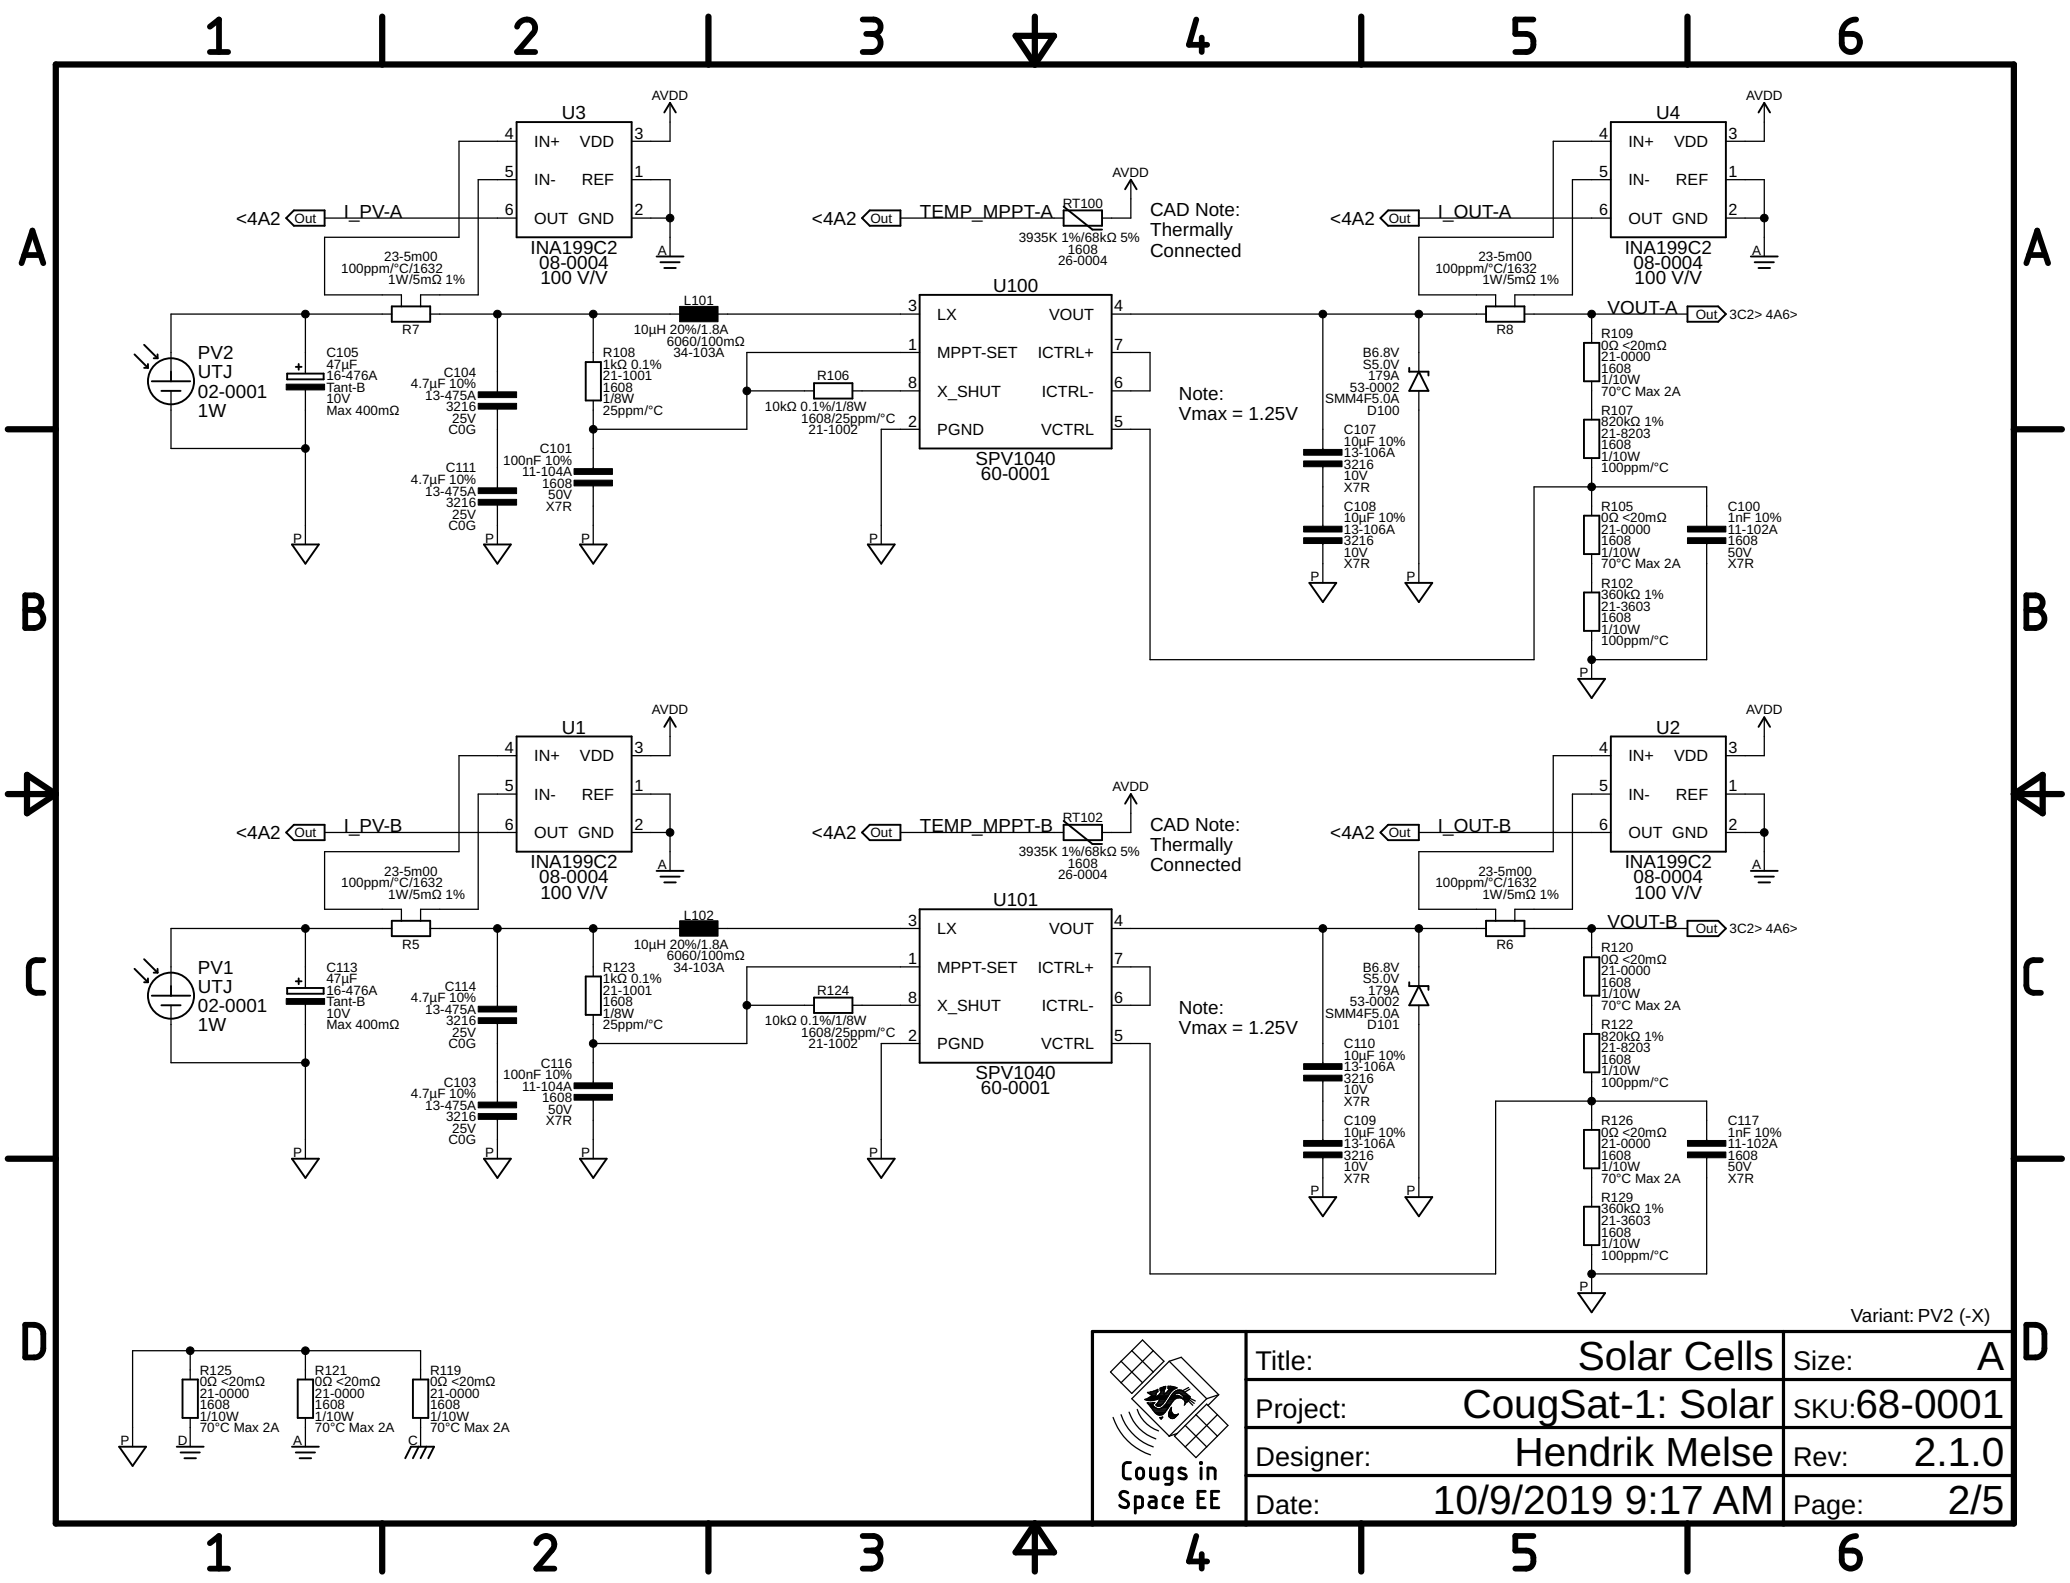 1 2 3 4 5 6
A
B
C
D
A
B
C
D
U3
4 IN+ VDD 3
5 IN- REF 1
6 OUT GND 2
INA199C2
08-0004
100 V/V
AVDD
A
<4A2 Out I_PV-A
23-5m00
100ppm/°C/1632
1W/5mΩ 1%
R7
PV2
UTJ
02-0001
1W
+
C105
47µF
16-476A
Tant-B
10V
Max 400mΩ
P
C104
4.7µF 10%
13-475A
3216
25V
C0G
C111
4.7µF 10%
13-475A
3216
25V
C0G
P
R108
1kΩ 0.1%
21-1001
1608
1/8W
25ppm/°C
C101
100nF 10%
11-104A
1608
50V
X7R
P
L101
10µH 20%/1.8A
6060/100mΩ
34-103A
R106
10kΩ 0.1%/1/8W
1608/25ppm/°C
21-1002
<4A2 Out TEMP_MPPT-A
RT100
3935K 1%/68kΩ 5%
1608
26-0004
AVDD
CAD Note:
Thermally
Connected
U100
3 LX VOUT 4
1 MPPT-SET ICTRL+ 7
8 X_SHUT ICTRL- 6
2 PGND VCTRL 5
SPV1040
60-0001
P
Note:
Vmax = 1.25V
C107
10µF 10%
13-106A
3216
10V
X7R
C108
10µF 10%
13-106A
3216
10V
X7R
P
B6.8V
S5.0V
179A
53-0002
SMM4F5.0A
D100
P
U4
4 IN+ VDD 3
5 IN- REF 1
6 OUT GND 2
INA199C2
08-0004
100 V/V
AVDD
A
<4A2 Out I_OUT-A
23-5m00
100ppm/°C/1632
1W/5mΩ 1%
R8
VOUT-A Out 3C2> 4A6>
R109
0Ω <20mΩ
21-0000
1608
1/10W
70°C Max 2A
R107
820kΩ 1%
21-8203
1608
1/10W
100ppm/°C
R105
0Ω <20mΩ
21-0000
1608
1/10W
70°C Max 2A
R102
360kΩ 1%
21-3603
1608
1/10W
100ppm/°C
C100
1nF 10%
11-102A
1608
50V
X7R
P
U1
4 IN+ VDD 3
5 IN- REF 1
6 OUT GND 2
INA199C2
08-0004
100 V/V
AVDD
A
<4A2 Out I_PV-B
23-5m00
100ppm/°C/1632
1W/5mΩ 1%
R5
PV1
UTJ
02-0001
1W
+
C113
47µF
16-476A
Tant-B
10V
Max 400mΩ
P
C114
4.7µF 10%
13-475A
3216
25V
C0G
C103
4.7µF 10%
13-475A
3216
25V
C0G
P
R123
1kΩ 0.1%
21-1001
1608
1/8W
25ppm/°C
C116
100nF 10%
11-104A
1608
50V
X7R
P
L102
10µH 20%/1.8A
6060/100mΩ
34-103A
R124
10kΩ 0.1%/1/8W
1608/25ppm/°C
21-1002
<4A2 Out TEMP_MPPT-B
RT102
3935K 1%/68kΩ 5%
1608
26-0004
AVDD
CAD Note:
Thermally
Connected
U101
3 LX VOUT 4
1 MPPT-SET ICTRL+ 7
8 X_SHUT ICTRL- 6
2 PGND VCTRL 5
SPV1040
60-0001
P
Note:
Vmax = 1.25V
C110
10µF 10%
13-106A
3216
10V
X7R
C109
10µF 10%
13-106A
3216
10V
X7R
P
B6.8V
S5.0V
179A
53-0002
SMM4F5.0A
D101
P
U2
4 IN+ VDD 3
5 IN- REF 1
6 OUT GND 2
INA199C2
08-0004
100 V/V
AVDD
A
<4A2 Out I_OUT-B
23-5m00
100ppm/°C/1632
1W/5mΩ 1%
R6
VOUT-B Out 3C2> 4A6>
R120
0Ω <20mΩ
21-0000
1608
1/10W
70°C Max 2A
R122
820kΩ 1%
21-8203
1608
1/10W
100ppm/°C
R126
0Ω <20mΩ
21-0000
1608
1/10W
70°C Max 2A
R129
360kΩ 1%
21-3603
1608
1/10W
100ppm/°C
C117
1nF 10%
11-102A
1608
50V
X7R
P
P
R125
0Ω <20mΩ
21-0000
1608
1/10W
70°C Max 2A
D
R121
0Ω <20mΩ
21-0000
1608
1/10W
70°C Max 2A
A
R119
0Ω <20mΩ
21-0000
1608
1/10W
70°C Max 2A
C
Variant: PV2 (-X)
Cougs in
Space EE
Title: Solar Cells Size: A
Project: CougSat-1: Solar SKU: 68-0001
Designer: Hendrik Melse Rev: 2.1.0
Date: 10/9/2019 9:17 AM Page: 2/5
1 2 3 4 5 6